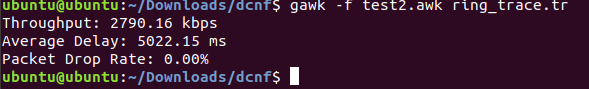 ubuntu@ubuntu:~/Downloads/dcnf$ gawk -f test2.awk ring_trace.tr
Throughput: 2790.16 kbps
Average Delay: 5022.15 ms
Packet Drop Rate: 0.00%
ubuntu@ubuntu:~/Downloads/dcnf$